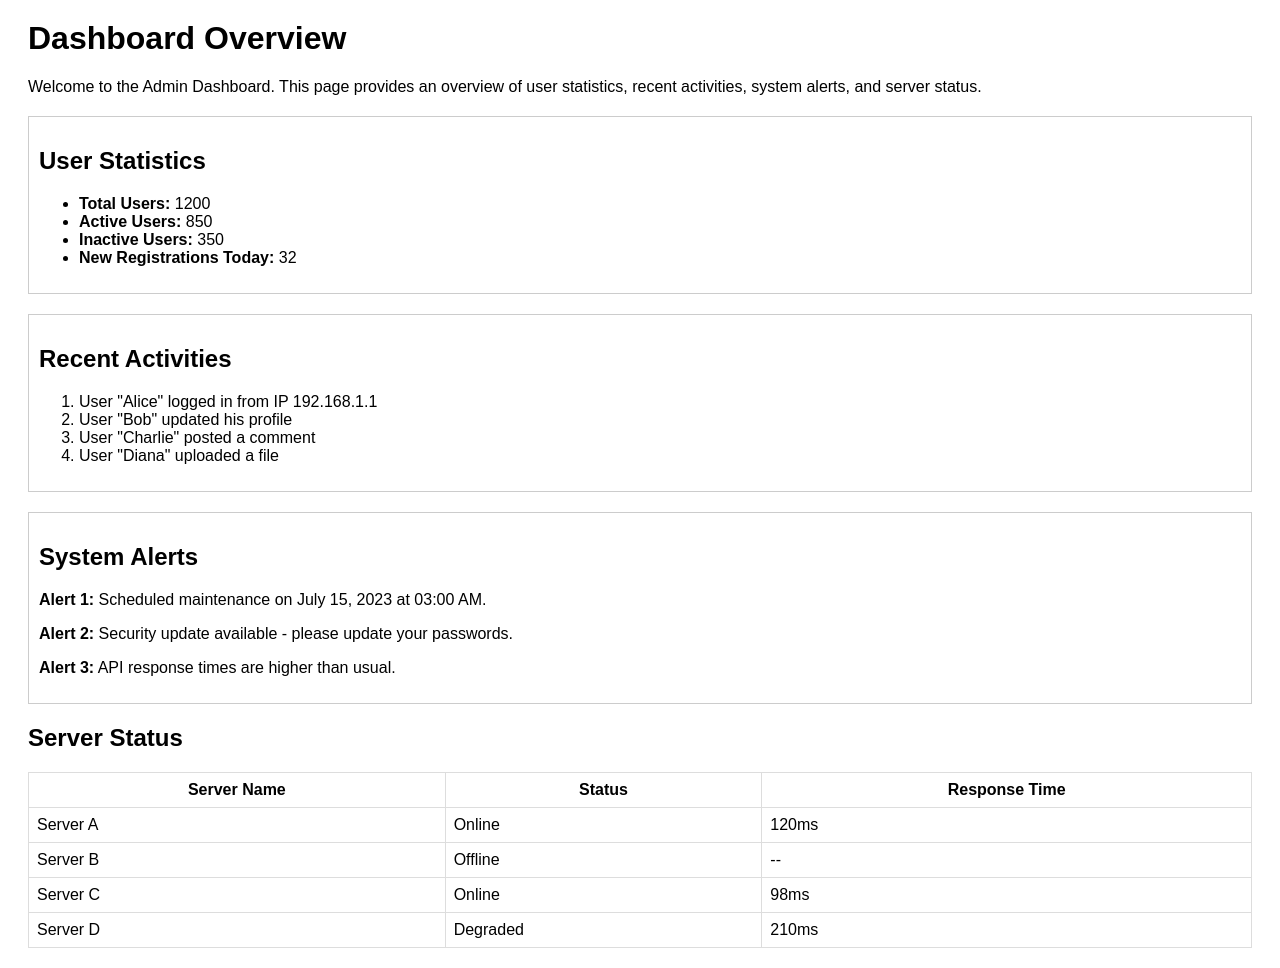 Dashboard Overview
Welcome to the Admin Dashboard. This page provides an overview of user statistics, recent activities, system alerts, and server status.
User Statistics
• Total Users: 1200
• Active Users: 850
• Inactive Users: 350
• New Registrations Today: 32
Recent Activities
1. User "Alice" logged in from IP 192.168.1.1
2. User "Bob" updated his profile
3. User "Charlie" posted a comment
4. User "Diana" uploaded a file
System Alerts
Alert 1: Scheduled maintenance on July 15, 2023 at 03:00 AM.
Alert 2: Security update available - please update your passwords.
Alert 3: API response times are higher than usual.
Server Status
Server Name Status Response Time
Server A Online 120ms
Server B Offline --
Server C Online 98ms
Server D Degraded 210ms